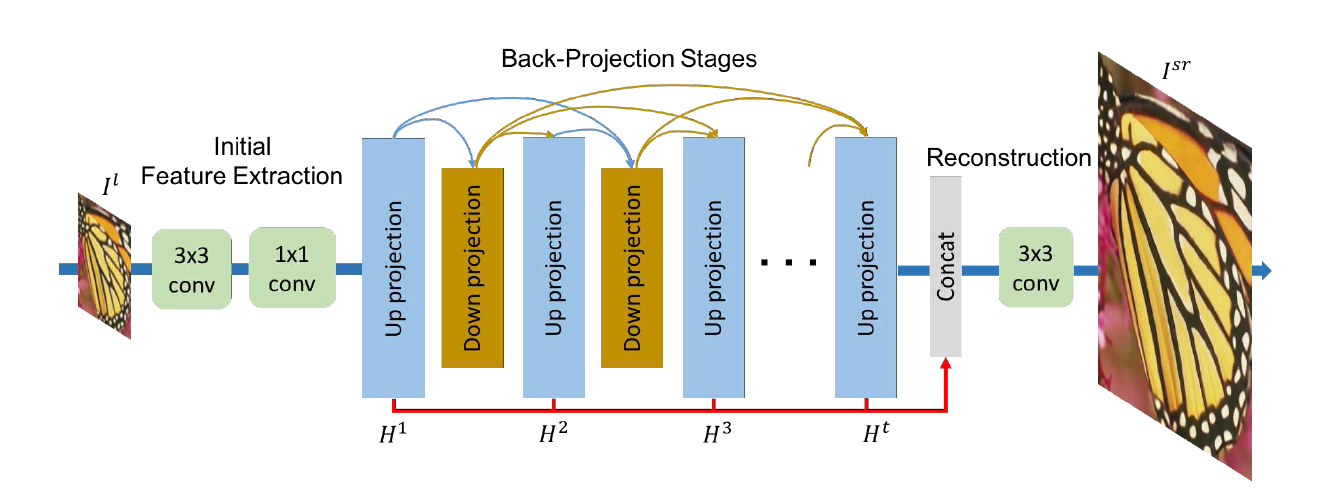 Back-Projection Stages
I^{sr}
Initial
Feature Extraction
Reconstruction
I^{l}
3x3
conv
1x1
conv
Up projection
Down projection
Up projection
Down projection
Up projection
. . .
Up projection
Concat
3x3
conv
H^{1}
H^{2}
H^{3}
H^{t}